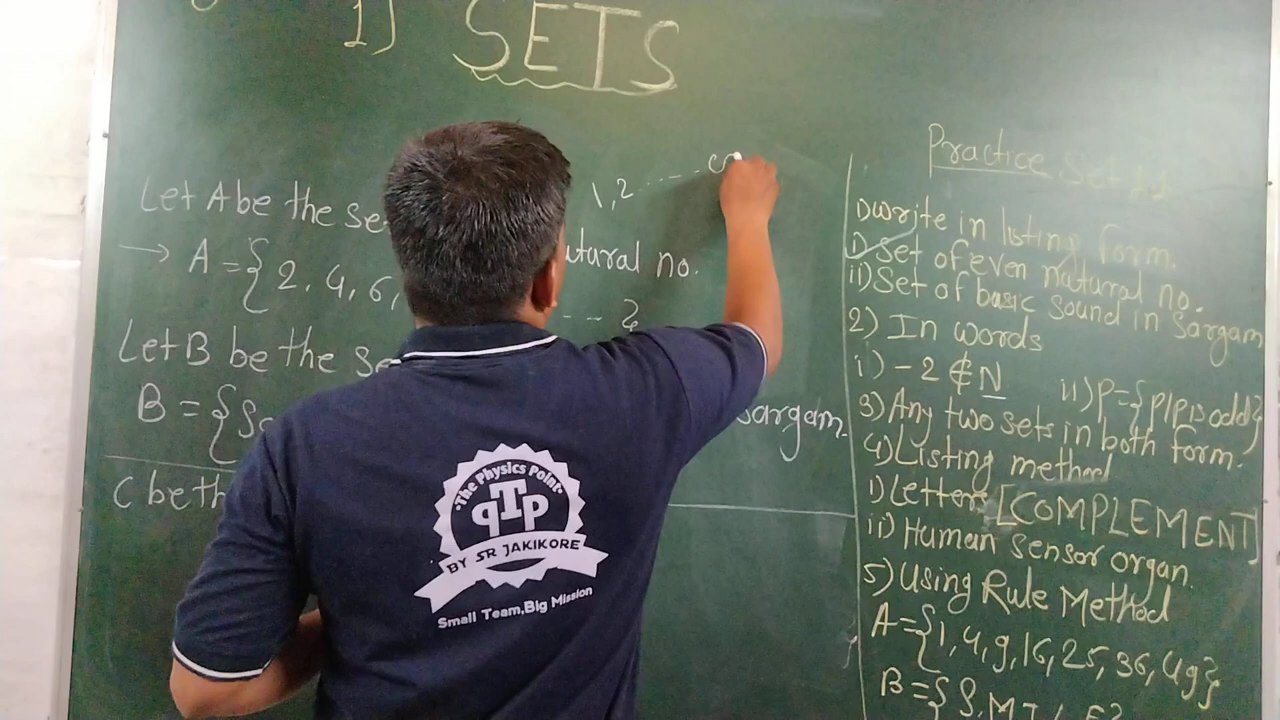 1) SETS
1,2 ----
Let A be the se
atural no.
→ A = { 2, 4, 6,
-- }
Let B be the se
B = { Sa
Sargam.
C be th
Practice Set 1.1
1) Write in listing form.
i) Set of even natural no.
ii) Set of basic sound in Sargam
2) In words
i) -2 ∉ N ii) P={p|p is odd}
3) Any two sets in both form.
4) Listing method
i) Letters [COMPLEMENT]
ii) Human Sensor organ.
5) Using Rule Method
A={1,4,9,16,25,36,49}
B={S,M,T
The Physics Point
pTp
BY SR JAKIKORE
Small Team,Big Mission